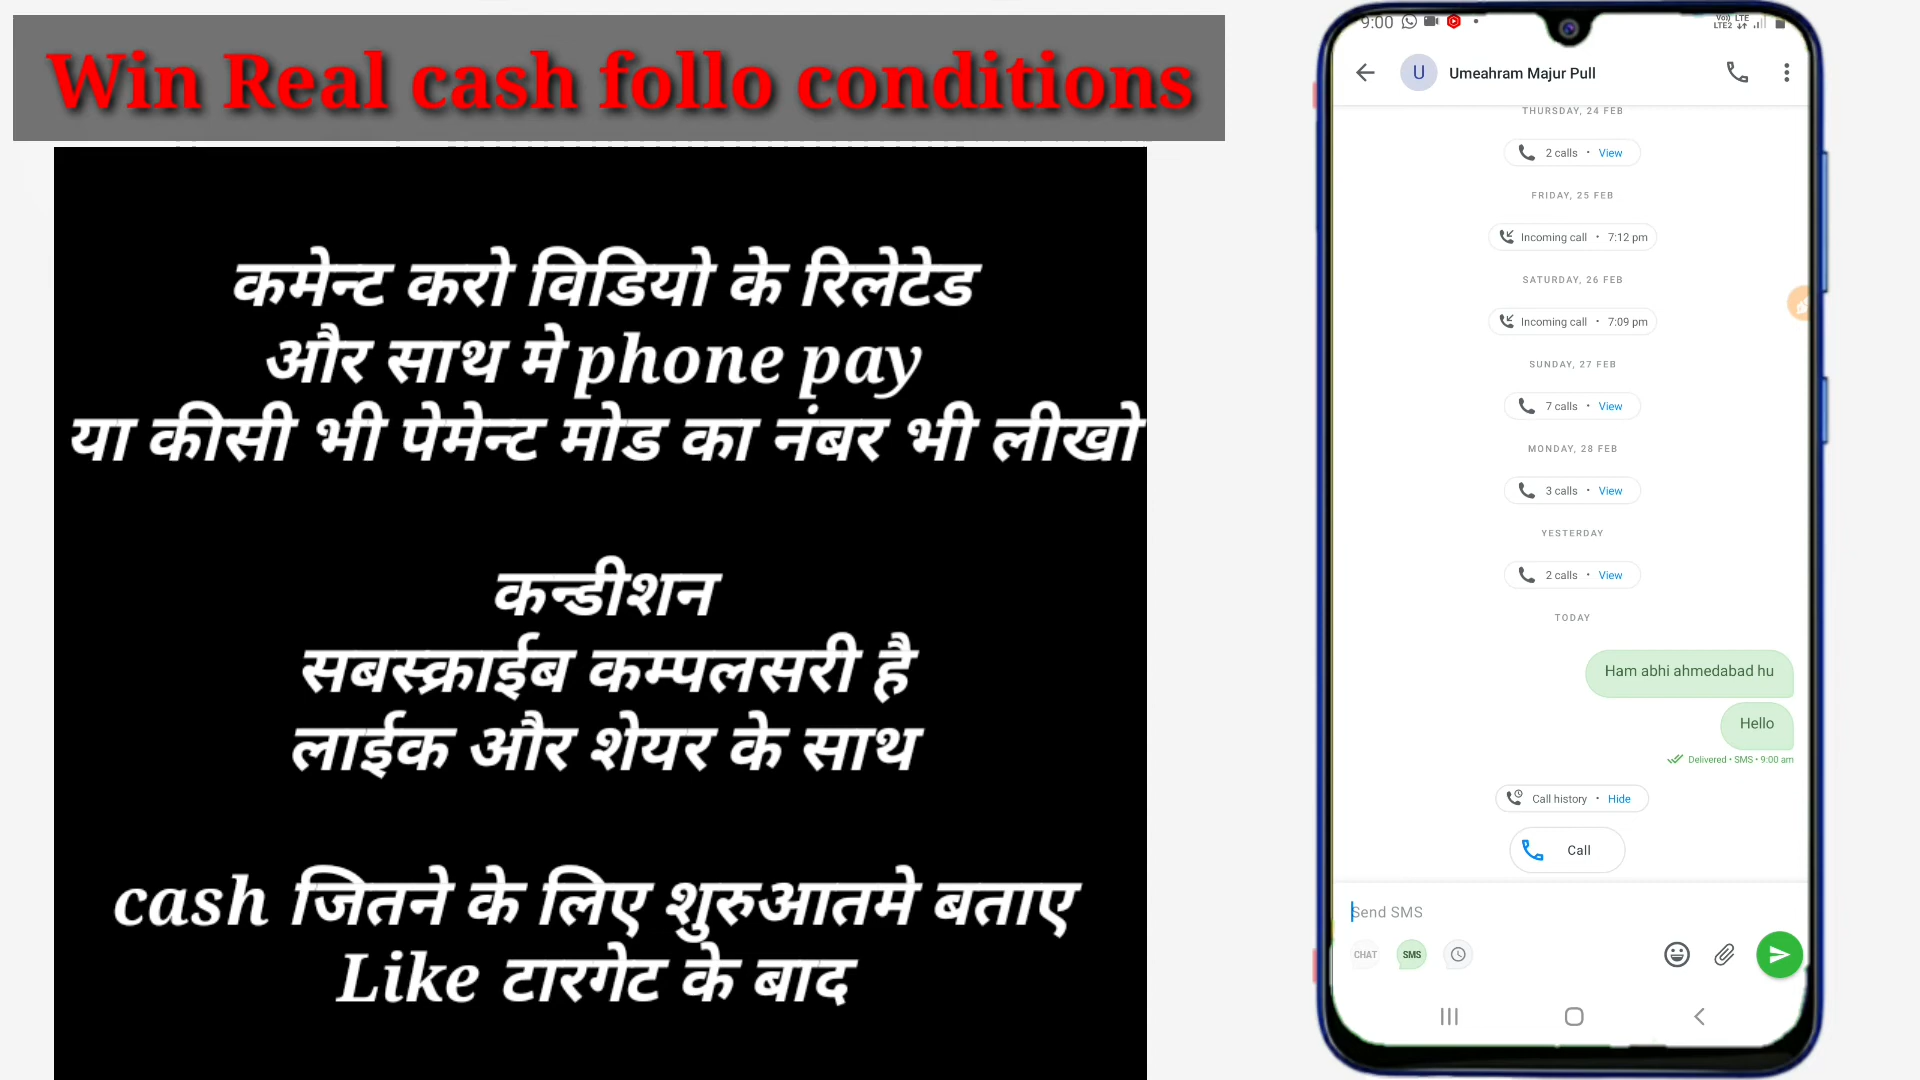 Win Real cash follo conditions
कमेन्ट करो विडियो के रिलेटेड
और साथ मे phone pay
या कीसी भी पेमेन्ट मोड का नंबर भी लीखो
कन्डीशन
सबस्क्राईब कम्पलसरी है
लाईक और शेयर के साथ
cash जितने के लिए शुरुआतमे बताए
Like टारगेट के बाद
9:00
Vo)) LTE
LTE2
U Umeahram Majur Pull
THURSDAY, 24 FEB
2 calls • View
FRIDAY, 25 FEB
Incoming call • 7:12 pm
SATURDAY, 26 FEB
Incoming call • 7:09 pm
SUNDAY, 27 FEB
7 calls • View
MONDAY, 28 FEB
3 calls • View
YESTERDAY
2 calls • View
TODAY
Ham abhi ahmedabad hu
Hello
Delivered • SMS • 9:00 am
Call history • Hide
Call
Send SMS
CHAT SMS